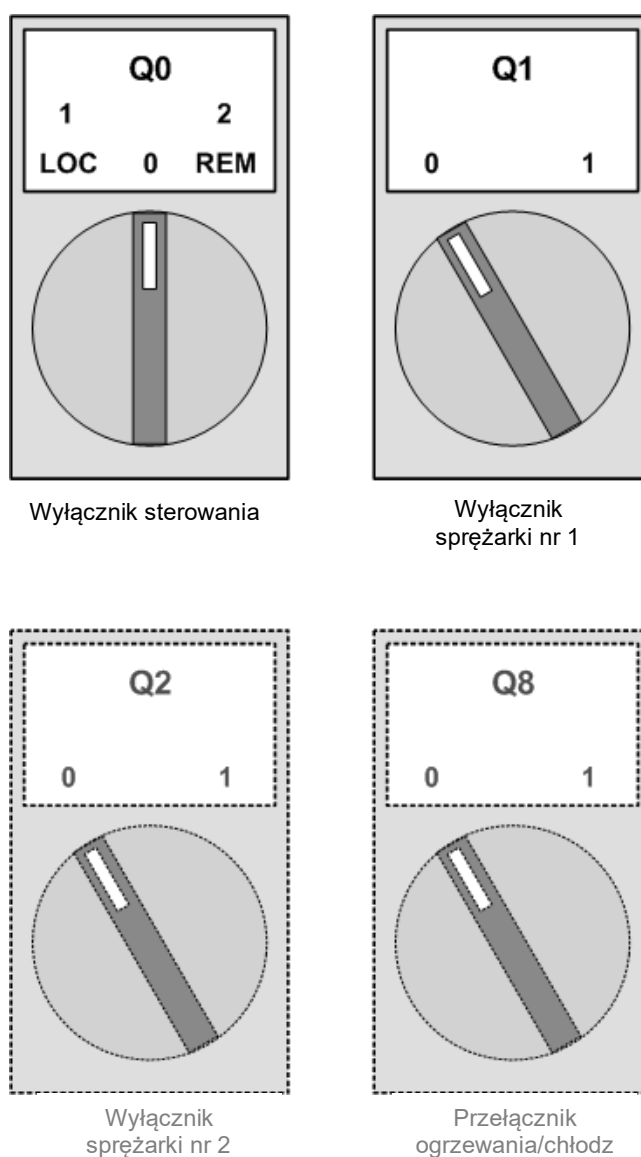 Q0
1 2
LOC 0 REM
Wyłącznik sterowania
Q1
0 1
Wyłącznik
sprężarki nr 1
Q2
0 1
Wyłącznik
sprężarki nr 2
Q8
0 1
Przełącznik
ogrzewania/chłodz